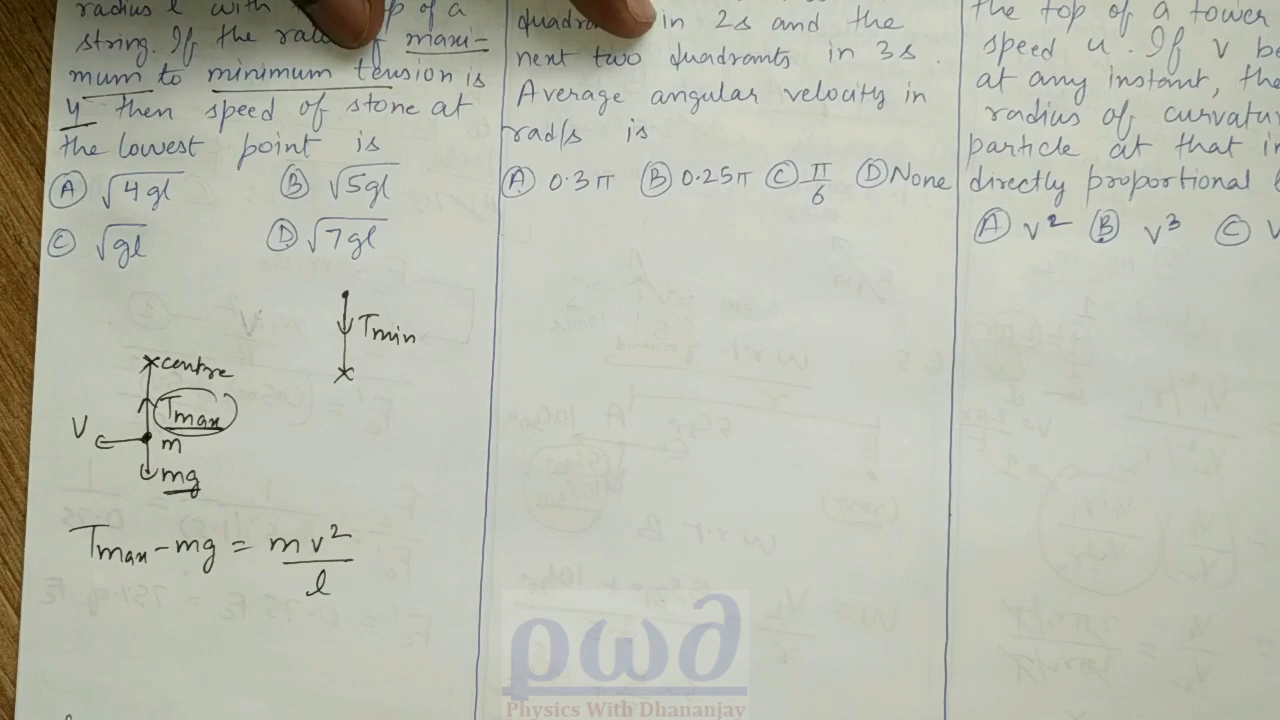 radius l with p of a
string. If the rati f maxi-
mum to minimum tension is
4 then speed of stone at
the lowest point is
(A) √4gl (B) √5gl
(C) √gl (D) √7gl
Tmin
centre
Tmax
V
m
mg
Tmax - mg = mv²/l
quadra in 2s and the
next two quadrants in 3s.
Average angular velocity in
rad/s is
(A) 0.3π (B) 0.25π (C) π/6 (D) None
the top of a tower
speed u. If v be
at any instant, the
radius of curvatur
particle at that in
directly proportional
(A) v² (B) v³ (C) v
ρω∂
Physics With Dhananjay